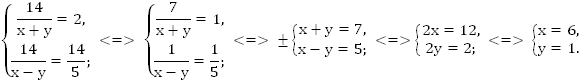 { 14/(x + y) = 2, 14/(x − y) = 14/5; <=> { 7/(x + y) = 1, 1/(x − y) = 1/5; <=> ± { x + y = 7, x − y = 5; <=> { 2x = 12, 2y = 2; <=> { x = 6, y = 1.